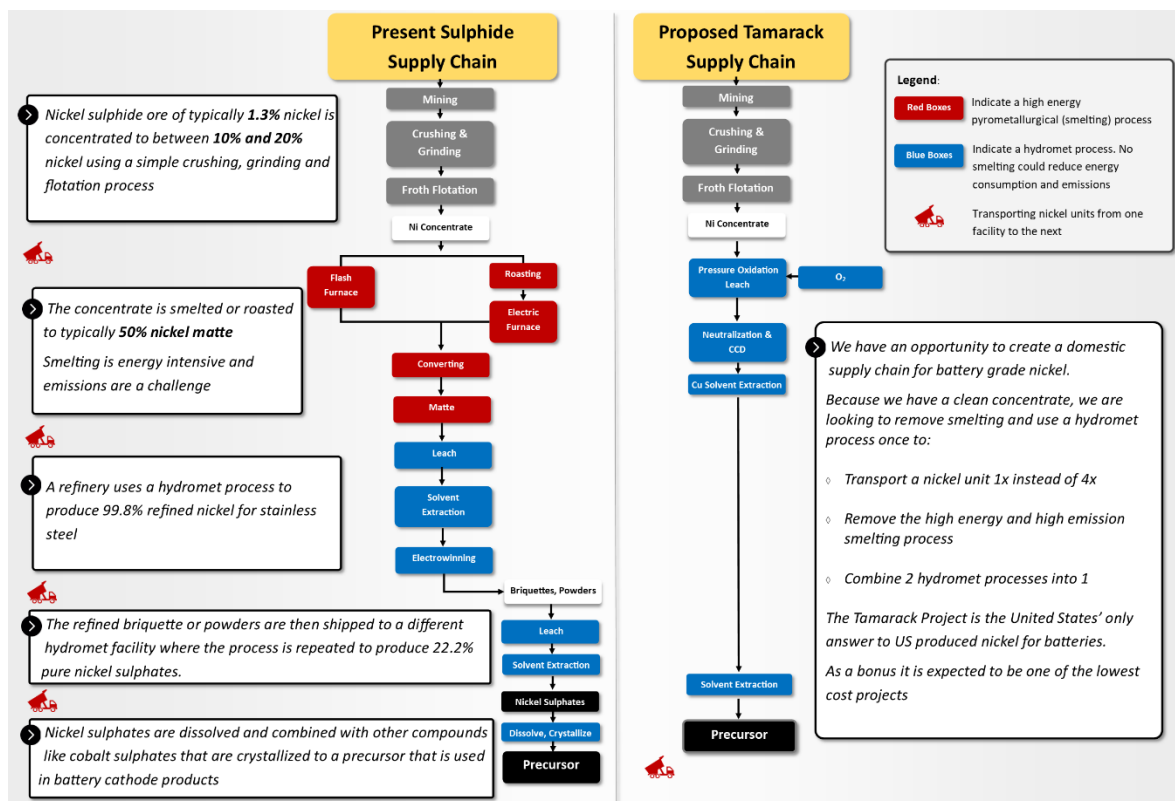 Present Sulphide
Supply Chain
Mining
Crushing &
Grinding
Froth Flotation
Ni Concentrate
Flash
Furnace
Roasting
Electric
Furnace
Converting
Matte
Leach
Solvent
Extraction
Electrowinning
Briquettes, Powders
Leach
Solvent Extraction
Nickel Sulphates
Dissolve, Crystallize
Precursor
Nickel sulphide ore of typically 1.3% nickel is
concentrated to between 10% and 20%
nickel using a simple crushing, grinding and
flotation process
The concentrate is smelted or roasted
to typically 50% nickel matte
Smelting is energy intensive and
emissions are a challenge
A refinery uses a hydromet process to
produce 99.8% refined nickel for stainless
steel
The refined briquette or powders are then shipped to a different
hydromet facility where the process is repeated to produce 22.2%
pure nickel sulphates.
Nickel sulphates are dissolved and combined with other compounds
like cobalt sulphates that are crystallized to a precursor that is used
in battery cathode products
Proposed Tamarack
Supply Chain
Mining
Crushing &
Grinding
Froth Flotation
Ni Concentrate
Pressure Oxidation
Leach
O₂
Neutralization &
CCD
Cu Solvent Extraction
Solvent Extraction
Precursor
Legend:
Red Boxes
Indicate a high energy
pyrometallurgical (smelting) process
Blue Boxes
Indicate a hydromet process. No
smelting could reduce energy
consumption and emissions
Transporting nickel units from one
facility to the next
We have an opportunity to create a domestic
supply chain for battery grade nickel.
Because we have a clean concentrate, we are
looking to remove smelting and use a hydromet
process once to:
◊ Transport a nickel unit 1x instead of 4x
◊ Remove the high energy and high emission
smelting process
◊ Combine 2 hydromet processes into 1
The Tamarack Project is the United States’ only
answer to US produced nickel for batteries.
As a bonus it is expected to be one of the lowest
cost projects